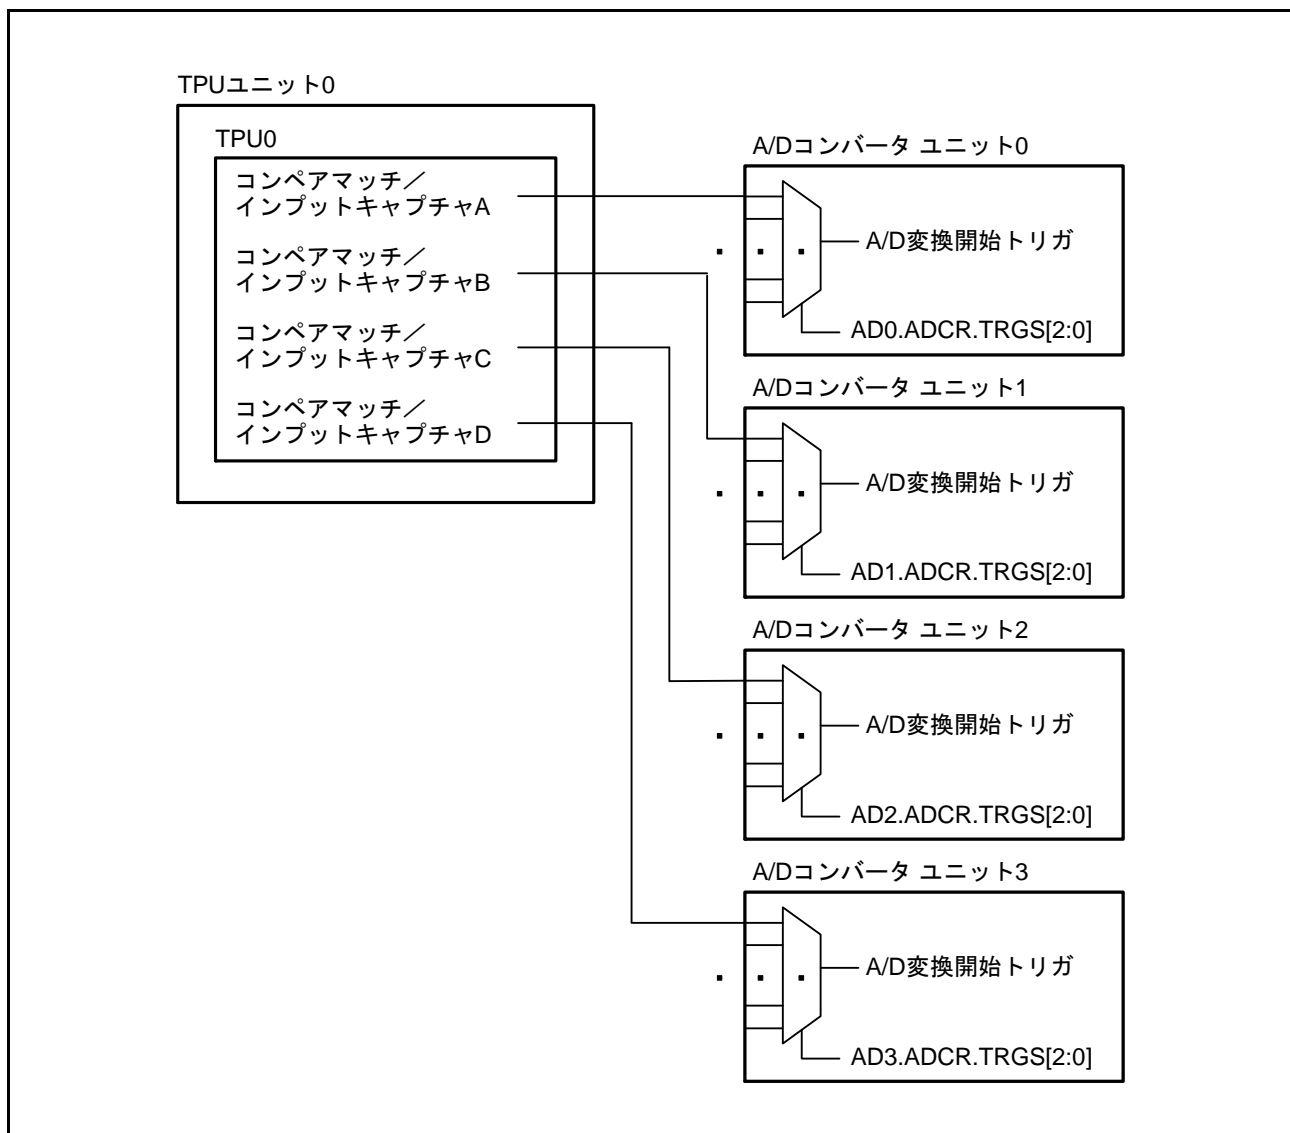 TPUユニット0
TPU0
コンペアマッチ／
インプットキャプチャA
コンペアマッチ／
インプットキャプチャB
コンペアマッチ／
インプットキャプチャC
コンペアマッチ／
インプットキャプチャD
A/Dコンバータ ユニット0
A/D変換開始トリガ
AD0.ADCR.TRGS[2:0]
A/Dコンバータ ユニット1
A/D変換開始トリガ
AD1.ADCR.TRGS[2:0]
A/Dコンバータ ユニット2
A/D変換開始トリガ
AD2.ADCR.TRGS[2:0]
A/Dコンバータ ユニット3
A/D変換開始トリガ
AD3.ADCR.TRGS[2:0]